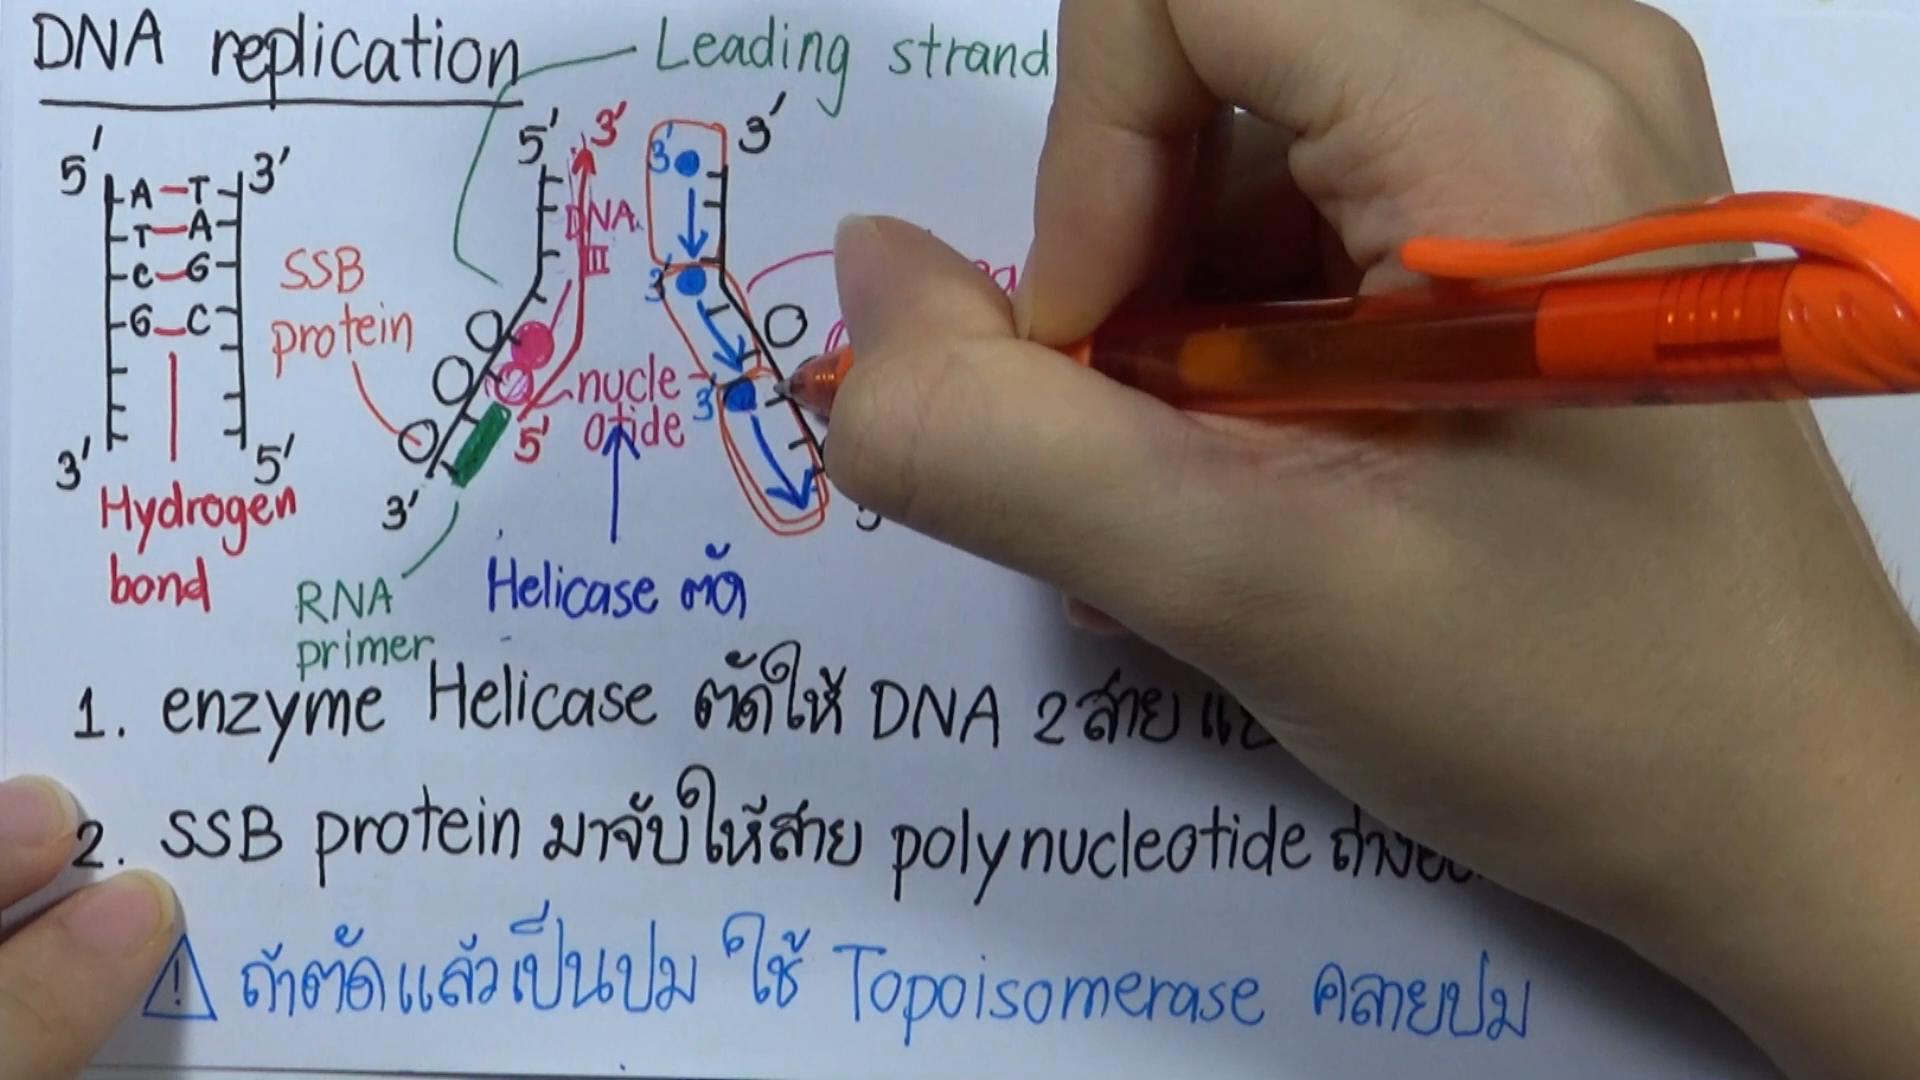 DNA replication
Leading strand
5' 3'
A T
T A
C G
G C
3' 5'
Hydrogen
bond
SSB
protein
5' 3'
DNA
III
nucle
otide
5'
3'
RNA
primer
3' 3'
3'
3'
Helicase ตัด
1. enzyme Helicase ตัดให้ DNA 2 สาย
2. SSB protein มาจับให้สาย polynucleotide
! ถ้าตัดแล้วเป็นปม ใช้ Topoisomerase คลายปม